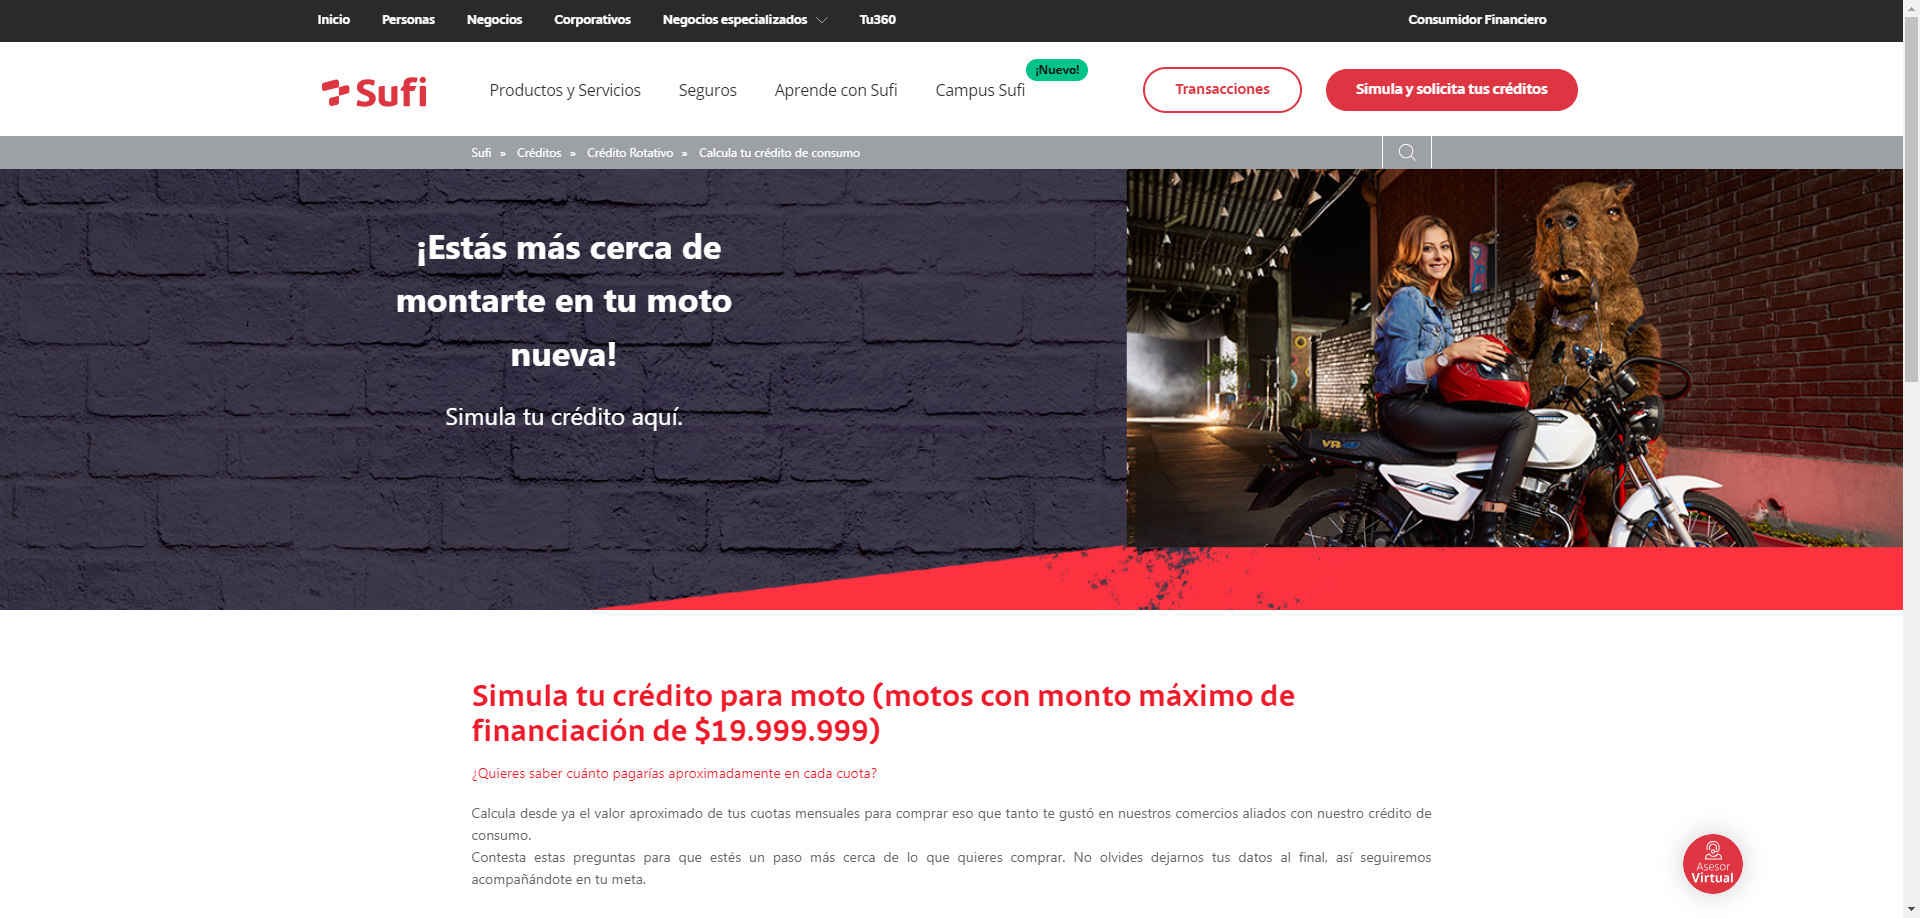 Inicio Personas Negocios Corporativos Negocios especializados Tu360 Consumidor Financiero
Sufi Productos y Servicios Seguros Aprende con Sufi Campus Sufi ¡Nuevo! Transacciones Simula y solicita tus créditos
Sufi » Créditos » Crédito Rotativo » Calcula tu crédito de consumo
¡Estás más cerca de
montarte en tu moto
nueva!
Simula tu crédito aquí.
Simula tu crédito para moto (motos con monto máximo de
financiación de $19.999.999)
¿Quieres saber cuánto pagarías aproximadamente en cada cuota?
Calcula desde ya el valor aproximado de tus cuotas mensuales para comprar eso que tanto te gustó en nuestros comercios aliados con nuestro crédito de
consumo.
Contesta estas preguntas para que estés un paso más cerca de lo que quieres comprar. No olvides dejarnos tus datos al final, así seguiremos
acompañándote en tu meta.
Asesor
Virtual